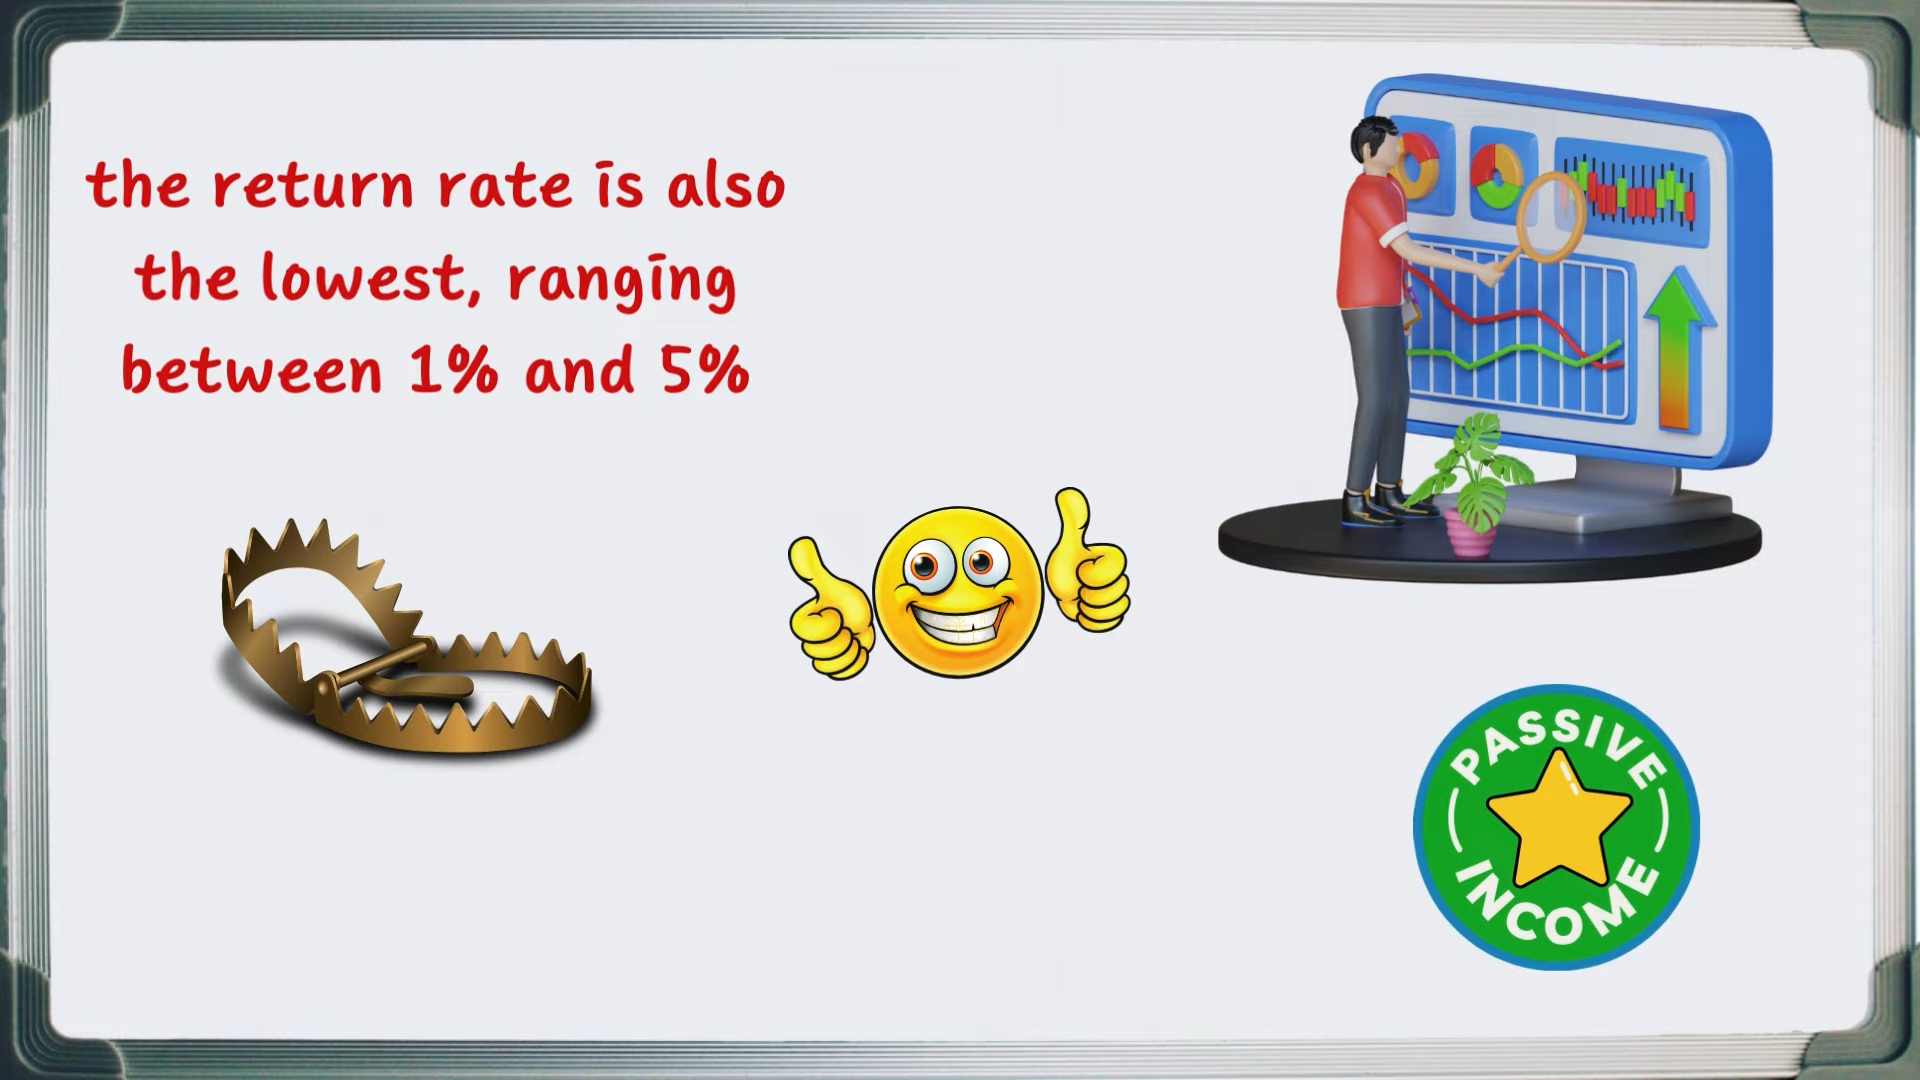 the return rate is also
the lowest, ranging
between 1% and 5%
PASSIVE
INCOME